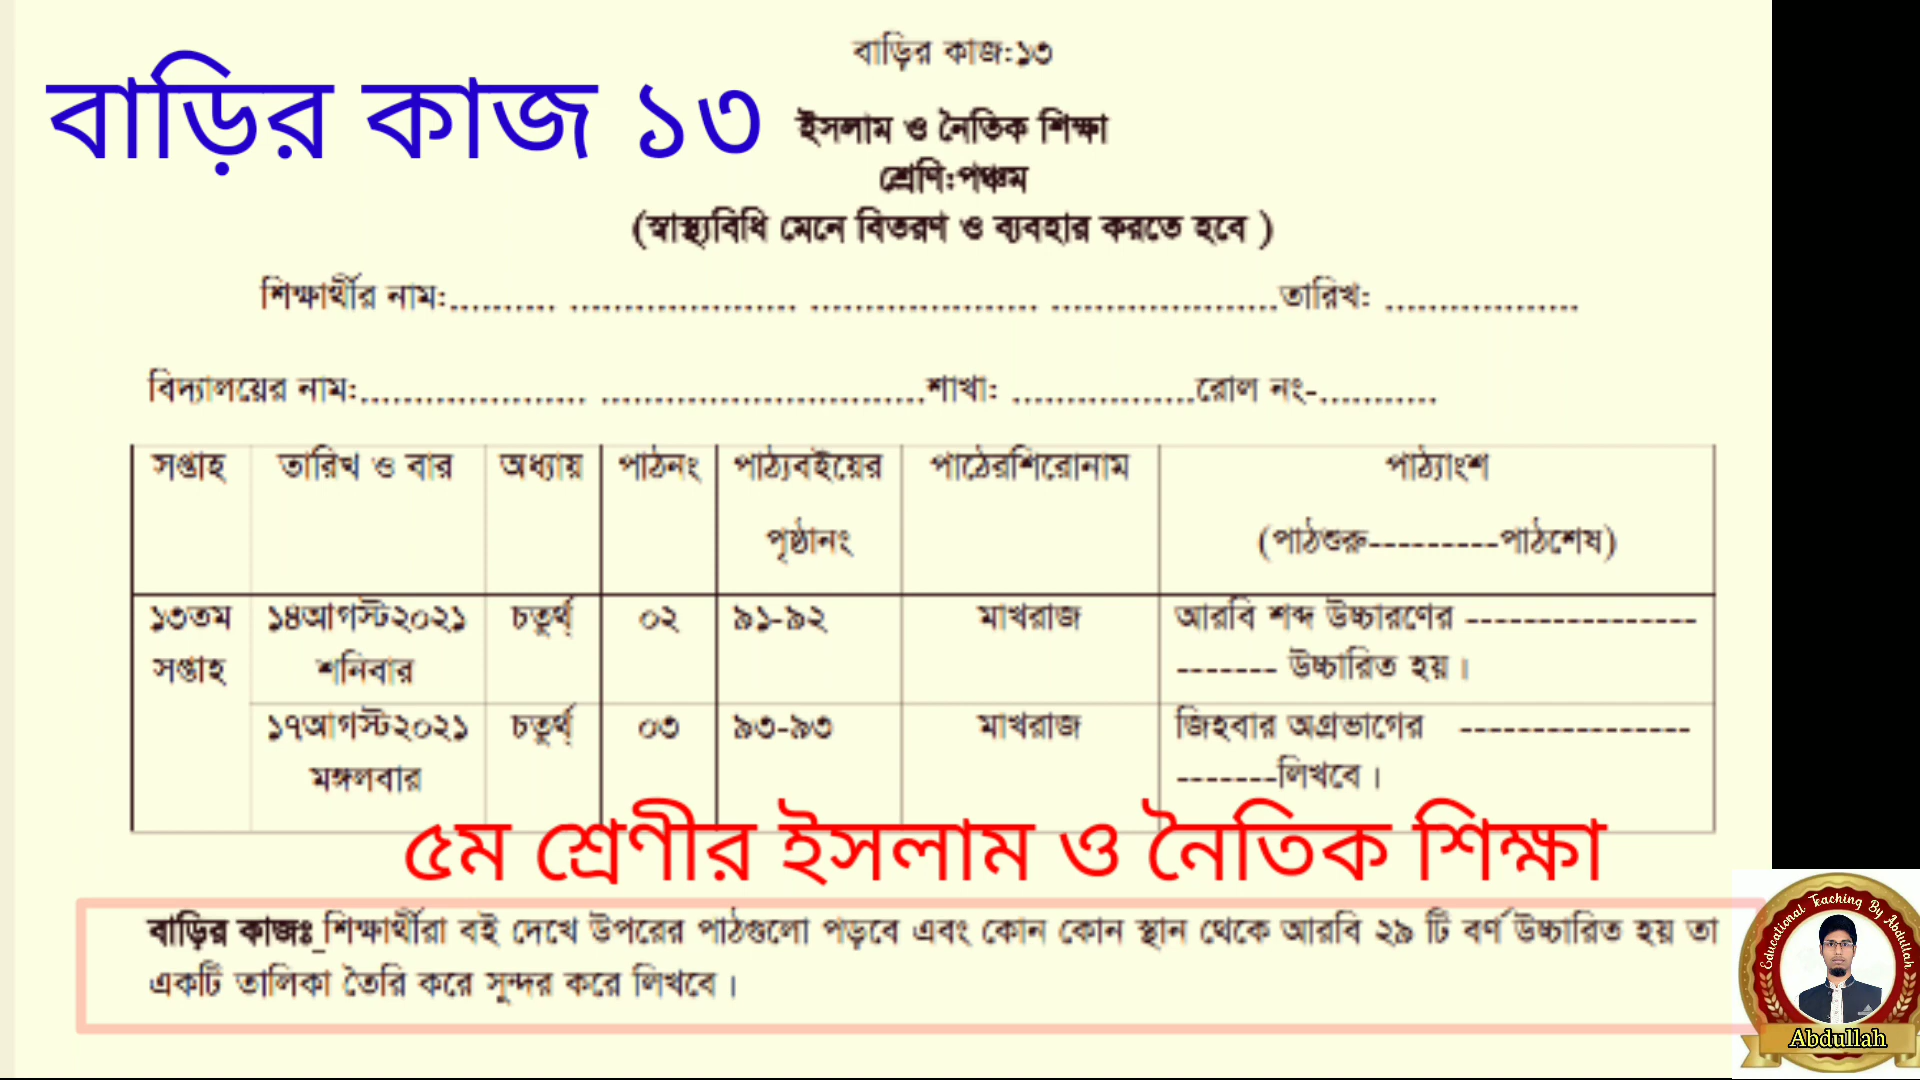 বাড়ির কাজ:১৩
বাড়ির কাজ ১৩
ইসলাম ও নৈতিক শিক্ষা
শ্রেণি:পঞ্চম
(স্বাস্থ্যবিধি মেনে বিতরণ ও ব্যবহার করতে হবে )
শিক্ষার্থীর নাম:.......... ..................... ..................... .....................তারিখ: ..................
বিদ্যালয়ের নাম:..................... ..............................শাখা: .................রোল নং-...........
সপ্তাহ তারিখ ও বার অধ্যায় পাঠনং পাঠ্যবইয়ের পাঠেরশিরোনাম পাঠ্যাংশ
পৃষ্ঠানং (পাঠশুরু---------পাঠশেষ)
১৩তম ১৪আগস্ট২০২১ চতুর্থ ০২ ৯১-৯২ মাখরাজ আরবি শব্দ উচ্চারণের ----------------
সপ্তাহ শনিবার ------- উচ্চারিত হয়।
১৭আগস্ট২০২১ চতুর্থ ০৩ ৯৩-৯৩ মাখরাজ জিহবার অগ্রভাগের ----------------
মঙ্গলবার -------লিখবে।
৫ম শ্রেণীর ইসলাম ও নৈতিক শিক্ষা
বাড়ির কাজঃ_শিক্ষার্থীরা বই দেখে উপরের পাঠগুলো পড়বে এবং কোন কোন স্থান থেকে আরবি ২৯ টি বর্ণ উচ্চারিত হয় তা
একটি তালিকা তৈরি করে সুন্দর করে লিখবে।
Educational Teaching By Abdullah
Abdullah